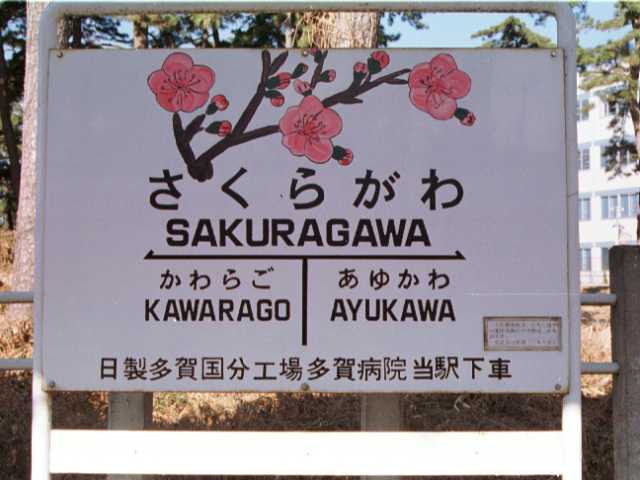 さくらがわ
SAKURAGAWA
かわらご あゆかわ
KAWARAGO AYUKAWA
日製多賀国分工場多賀病院当駅下車